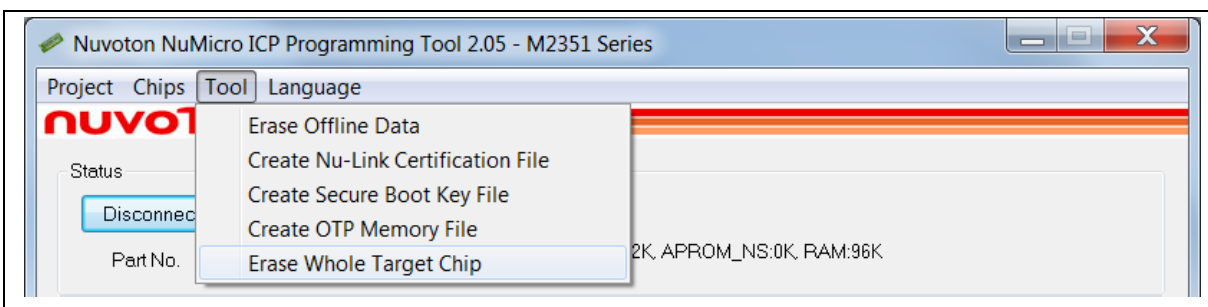 Nuvoton NuMicro ICP Programming Tool 2.05 - M2351 Series
Project Chips Tool Language
Erase Offline Data
Create Nu-Link Certification File
Status
Create Secure Boot Key File
Disconnec
Create OTP Memory File
Part No.
2K, APROM_NS:0K, RAM:96K
Erase Whole Target Chip